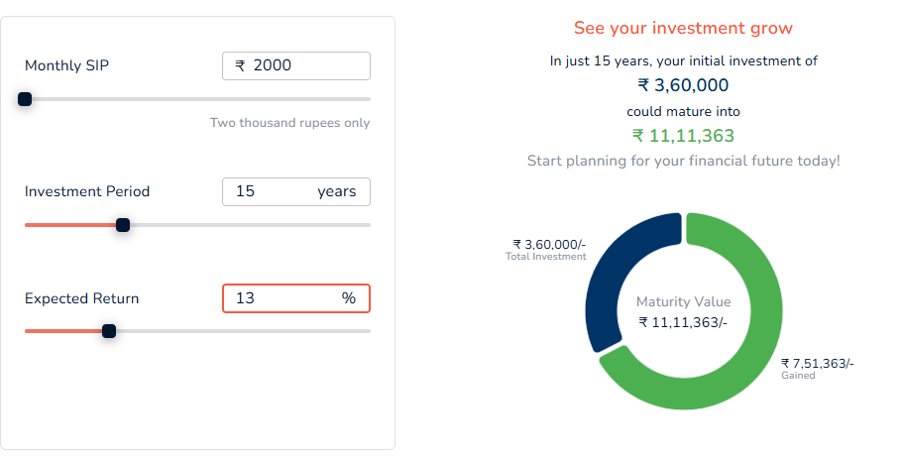 Monthly SIP
₹ 2000
Two thousand rupees only
Investment Period
15 years
Expected Return
13 %
See your investment grow
In just 15 years, your initial investment of
₹ 3,60,000
could mature into
₹ 11,11,363
Start planning for your financial future today!
₹ 3,60,000/-
Total Investment
Maturity Value
₹ 11,11,363/-
₹ 7,51,363/-
Gained